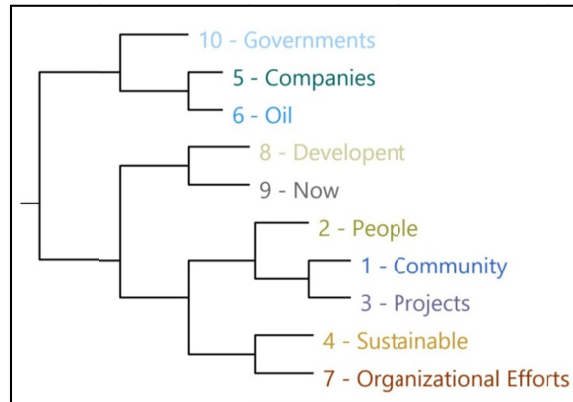 10 - Governments
5 - Companies
6 - Oil
8 - Developent
9 - Now
2 - People
1 - Community
3 - Projects
4 - Sustainable
7 - Organizational Efforts